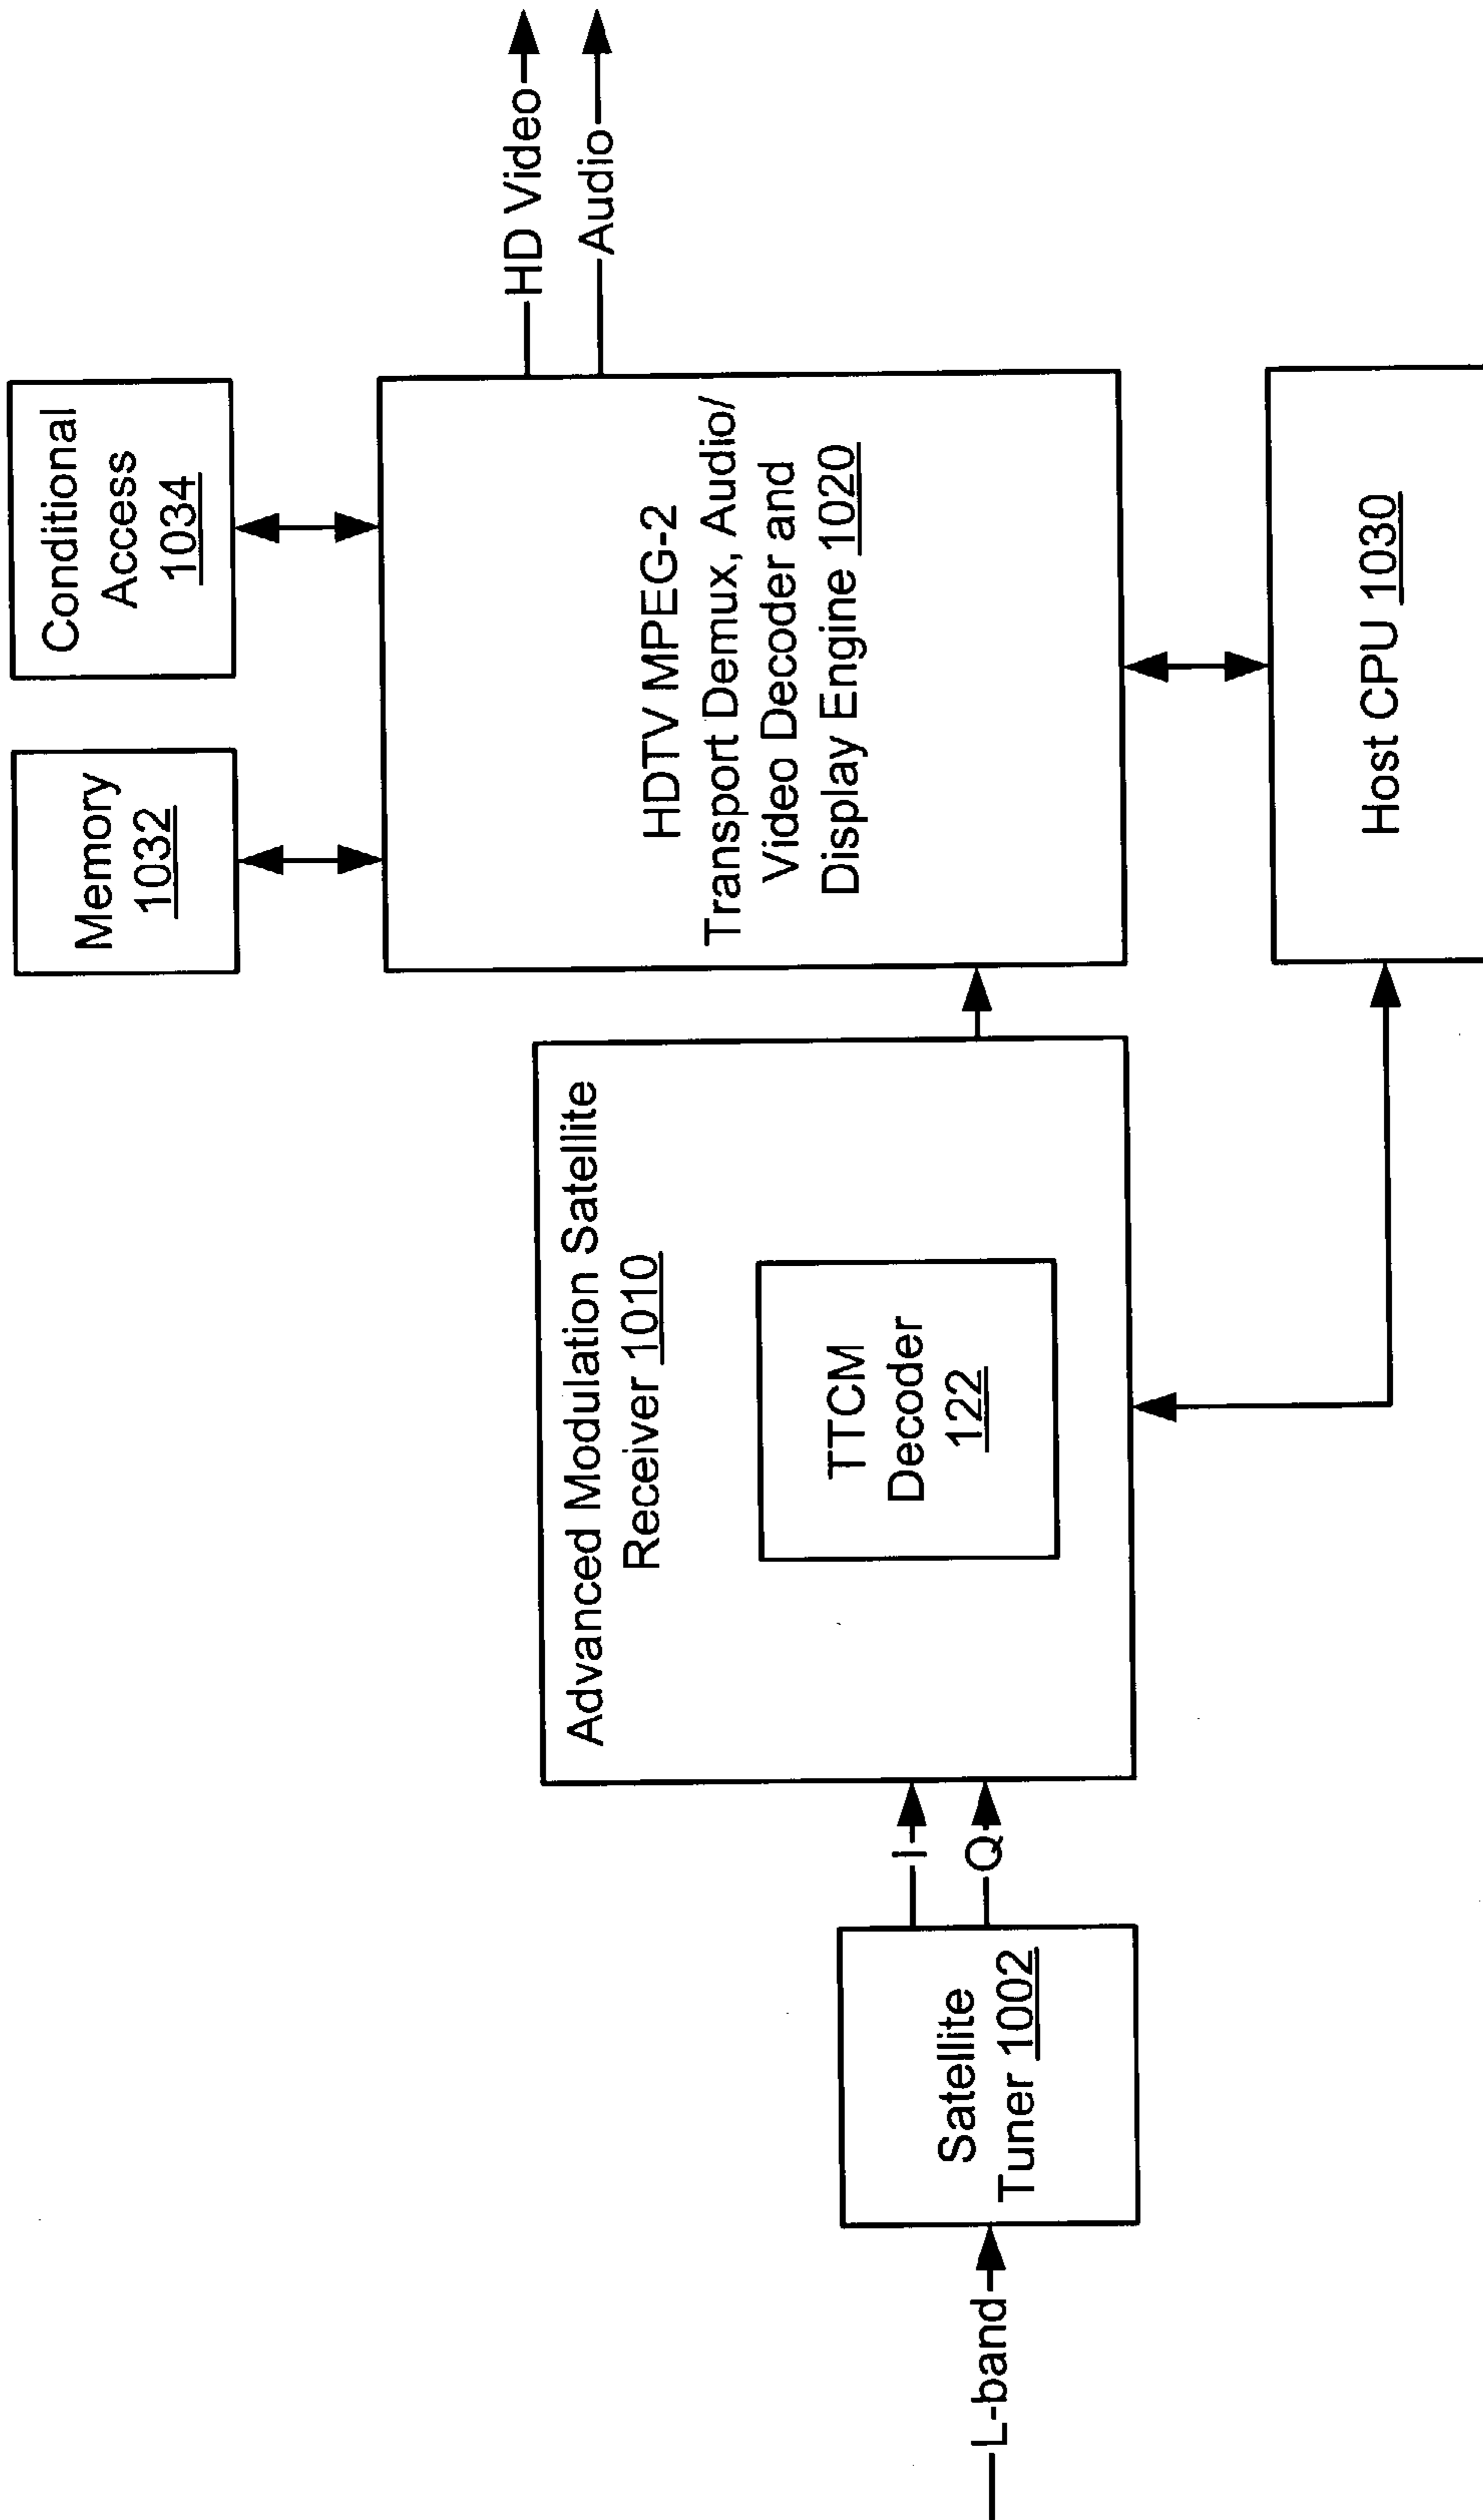 L-band
Satellite
Tuner 1002
I
Q
Advanced Modulation Satellite
Receiver 1010
TTCM
Decoder
122
Memory
1032
Conditional
Access
1034
HDTV MPEG-2
Transport Demux, Audio/
Video Decoder and
Display Engine 1020
Host CPU 1030
HD Video
Audio